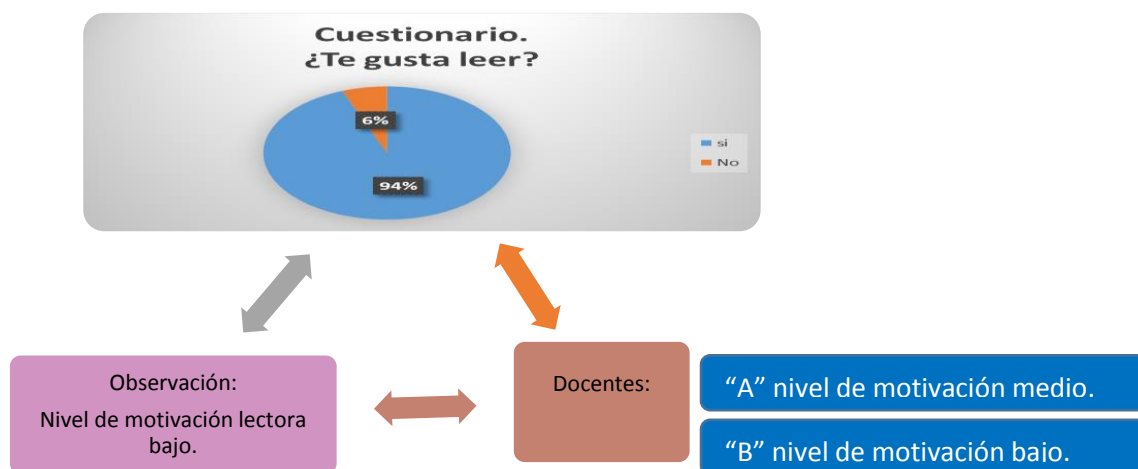 Cuestionario.
¿Te gusta leer?
6%
94%
si
No
Observación:
Nivel de motivación lectora
bajo.
Docentes:
“A” nivel de motivación medio.
“B” nivel de motivación bajo.